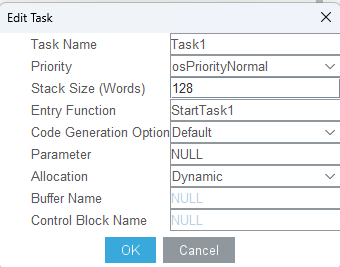 Edit Task
Task Name Task1
Priority osPriorityNormal
Stack Size (Words) 128
Entry Function StartTask1
Code Generation Option Default
Parameter NULL
Allocation Dynamic
Buffer Name NULL
Control Block Name NULL
OK Cancel